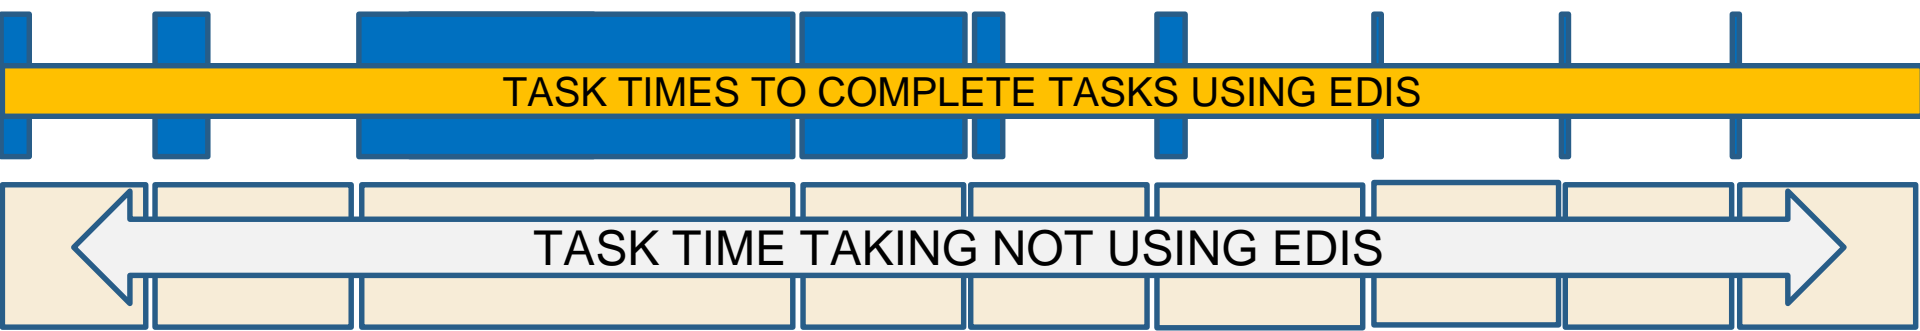 TASK TIMES TO COMPLETE TASKS USING EDIS
TASK TIME TAKING NOT USING EDIS